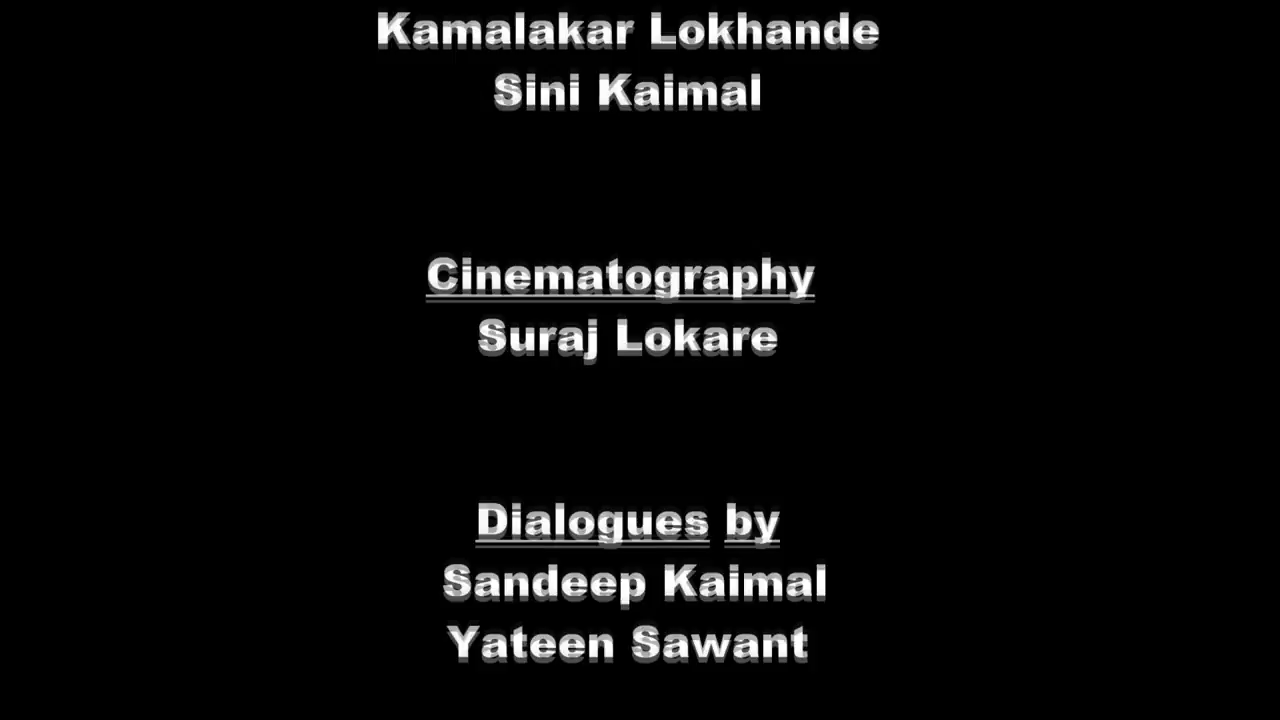 Kamalakar Lokhande
Sini Kaimal
Cinematography
Suraj Lokare
Dialogues by
Sandeep Kaimal
Yateen Sawant